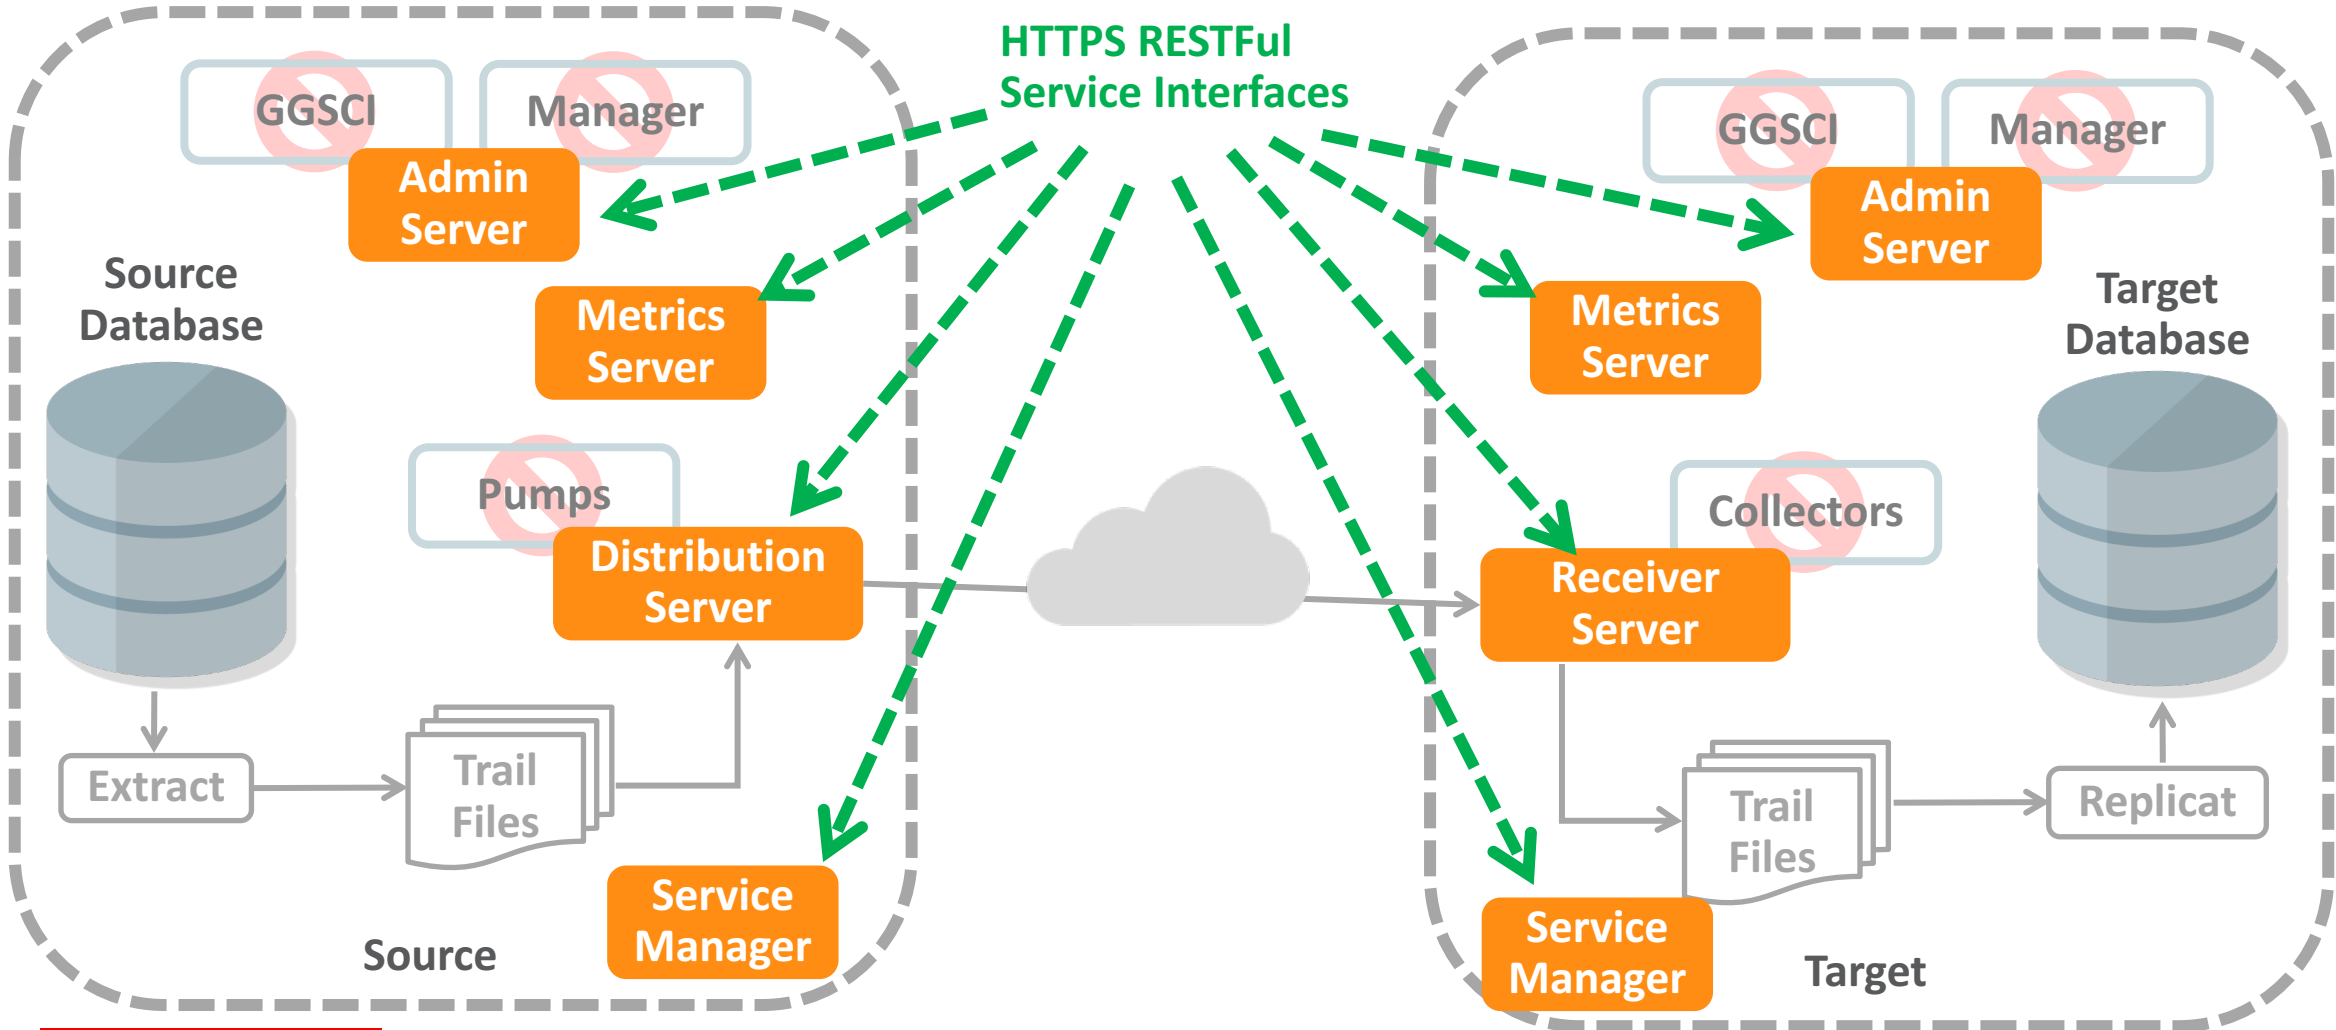 HTTPS RESTFul
Service Interfaces
GGSCI
Manager
Admin
Server
Source
Database
Metrics
Server
Pumps
Distribution
Server
Extract
Trail
Files
Service
Manager
Source
GGSCI
Manager
Admin
Server
Target
Database
Metrics
Server
Collectors
Receiver
Server
Trail
Files
Replicat
Service
Manager
Target